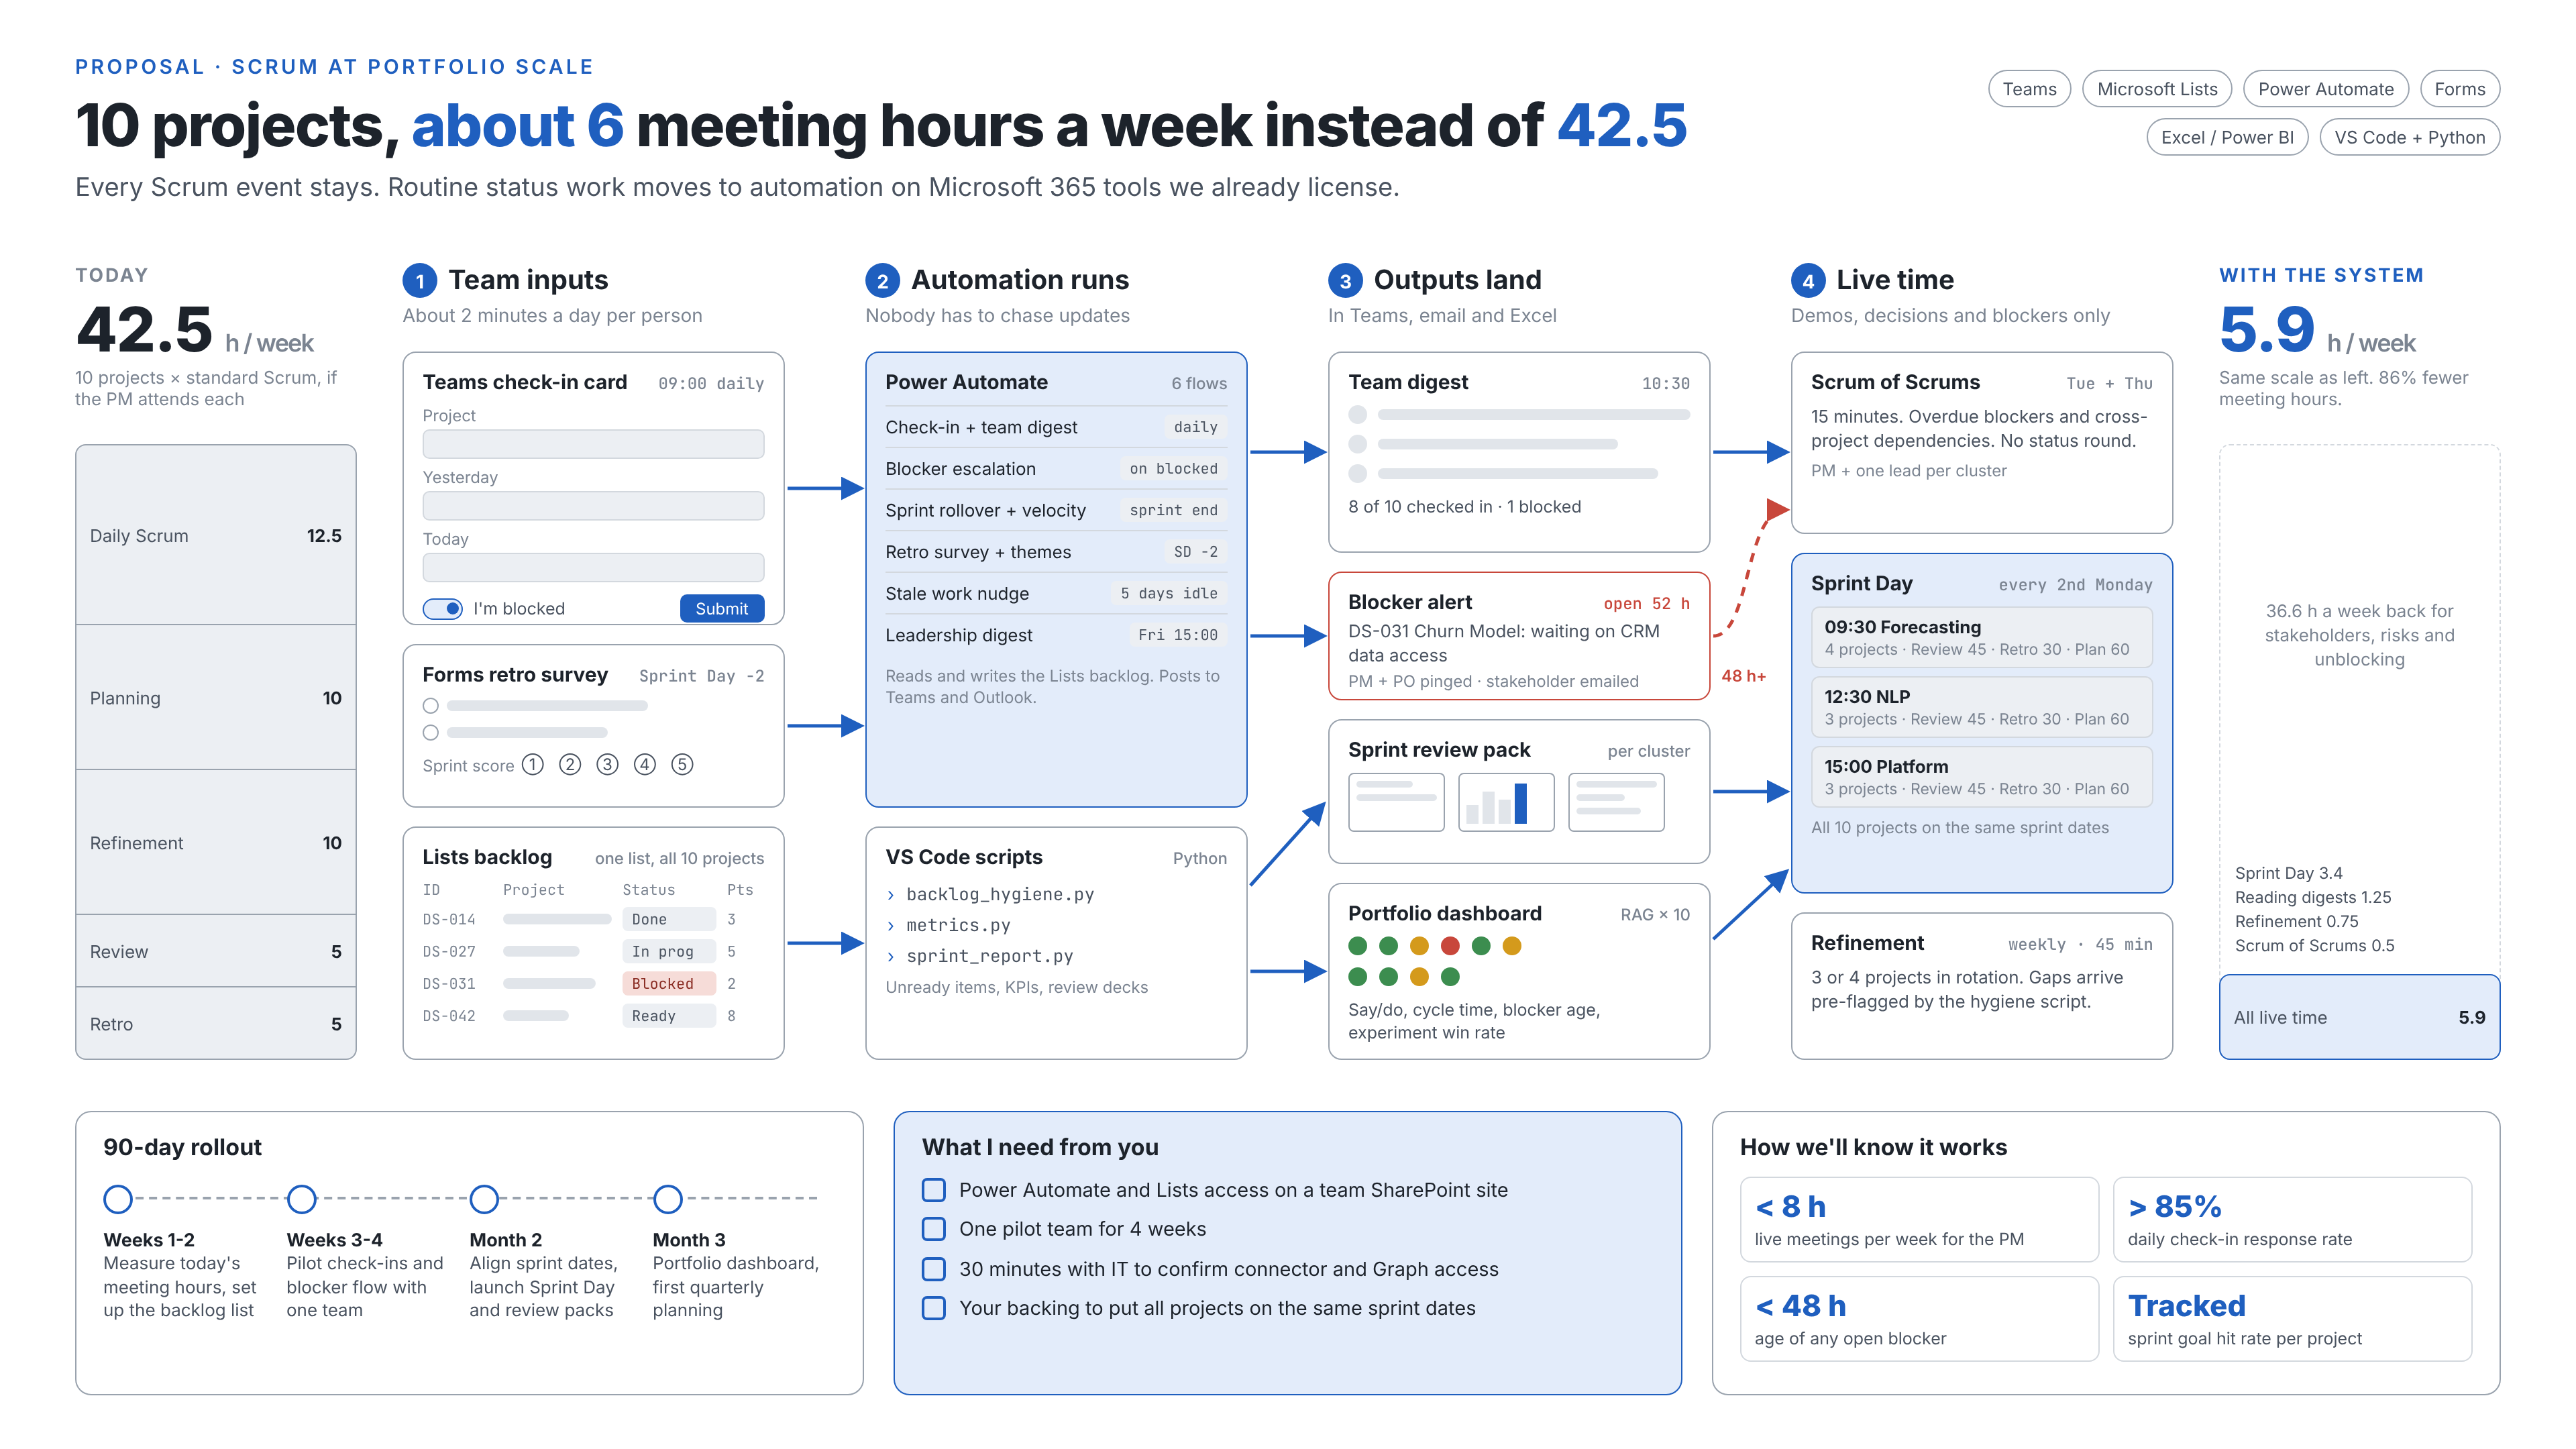 PROPOSAL · SCRUM AT PORTFOLIO SCALE
10 projects, about 6 meeting hours a week instead of 42.5
Every Scrum event stays. Routine status work moves to automation on Microsoft 365 tools we already license.
Teams
Microsoft Lists
Power Automate
Forms
Excel / Power BI
VS Code + Python
TODAY
42.5 h / week
10 projects × standard Scrum, if
the PM attends each
Daily Scrum 12.5
Planning 10
Refinement 10
Review 5
Retro 5
1 Team inputs
About 2 minutes a day per person
Teams check-in card 09:00 daily
Project
Yesterday
Today
I'm blocked
Submit
Forms retro survey Sprint Day -2
Sprint score 1 2 3 4 5
Lists backlog one list, all 10 projects
ID Project Status Pts
DS-014 Done 3
DS-027 In prog 5
DS-031 Blocked 2
DS-042 Ready 8
2 Automation runs
Nobody has to chase updates
Power Automate 6 flows
Check-in + team digest daily
Blocker escalation on blocked
Sprint rollover + velocity sprint end
Retro survey + themes SD -2
Stale work nudge 5 days idle
Leadership digest Fri 15:00
Reads and writes the Lists backlog. Posts to
Teams and Outlook.
VS Code scripts Python
› backlog_hygiene.py
› metrics.py
› sprint_report.py
Unready items, KPIs, review decks
3 Outputs land
In Teams, email and Excel
Team digest 10:30
8 of 10 checked in · 1 blocked
Blocker alert open 52 h
DS-031 Churn Model: waiting on CRM
data access
PM + PO pinged · stakeholder emailed
48 h+
Sprint review pack per cluster
Portfolio dashboard RAG × 10
Say/do, cycle time, blocker age,
experiment win rate
4 Live time
Demos, decisions and blockers only
Scrum of Scrums Tue + Thu
15 minutes. Overdue blockers and cross-
project dependencies. No status round.
PM + one lead per cluster
Sprint Day every 2nd Monday
09:30 Forecasting
4 projects · Review 45 · Retro 30 · Plan 60
12:30 NLP
3 projects · Review 45 · Retro 30 · Plan 60
15:00 Platform
3 projects · Review 45 · Retro 30 · Plan 60
All 10 projects on the same sprint dates
Refinement weekly · 45 min
3 or 4 projects in rotation. Gaps arrive
pre-flagged by the hygiene script.
WITH THE SYSTEM
5.9 h / week
Same scale as left. 86% fewer
meeting hours.
36.6 h a week back for
stakeholders, risks and
unblocking
Sprint Day 3.4
Reading digests 1.25
Refinement 0.75
Scrum of Scrums 0.5
All live time 5.9
90-day rollout
Weeks 1-2
Measure today's
meeting hours, set
up the backlog list
Weeks 3-4
Pilot check-ins and
blocker flow with
one team
Month 2
Align sprint dates,
launch Sprint Day
and review packs
Month 3
Portfolio dashboard,
first quarterly
planning
What I need from you
Power Automate and Lists access on a team SharePoint site
One pilot team for 4 weeks
30 minutes with IT to confirm connector and Graph access
Your backing to put all projects on the same sprint dates
How we'll know it works
< 8 h
live meetings per week for the PM
> 85%
daily check-in response rate
< 48 h
age of any open blocker
Tracked
sprint goal hit rate per project